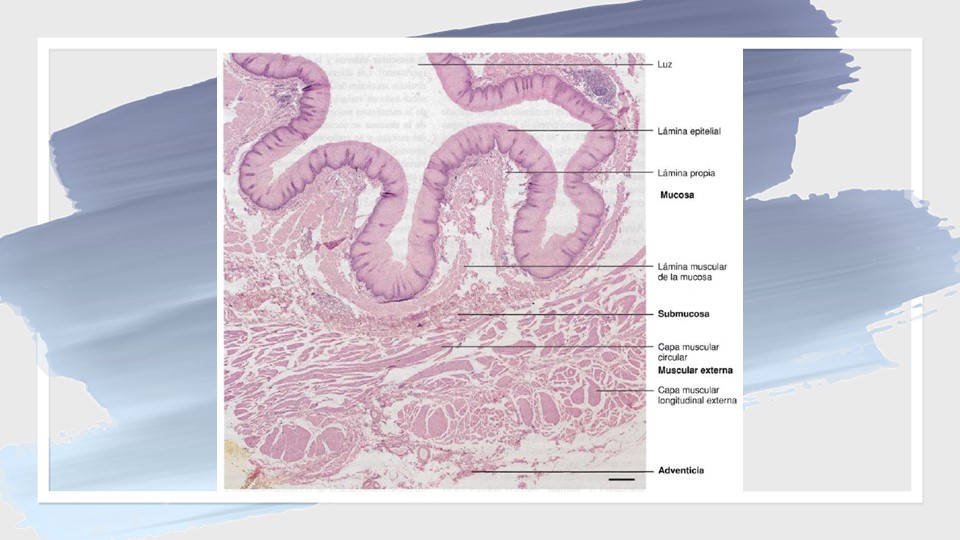 Luz
Lámina epitelial
Lámina propia
Mucosa
Lámina muscular
de la mucosa
Submucosa
Capa muscular
circular
Muscular externa
Capa muscular
longitudinal externa
Adventicia